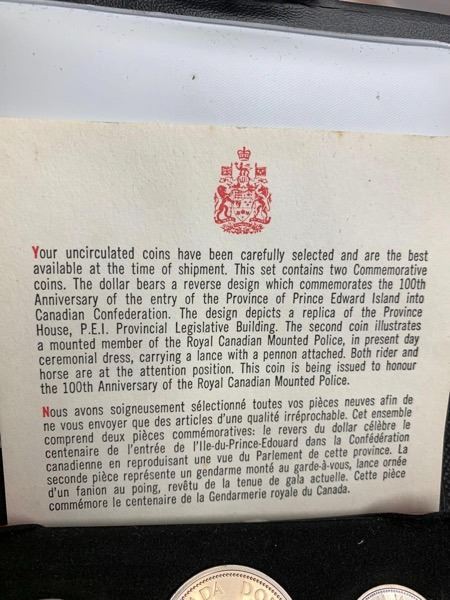 Your uncirculated coins have been carefully selected and are the best
available at the time of shipment. This set contains two Commemorative
coins. The dollar bears a reverse design which commemorates the 100th
Anniversary of the entry of the Province of Prince Edward Island into
Canadian Confederation. The design depicts a replica of the Province
House, P.E.I. Provincial Legislative Building. The second coin illustrates
a mounted member of the Royal Canadian Mounted Police, in present day
ceremonial dress, carrying a lance with a pennon attached. Both rider and
horse are at the attention position. This coin is being issued to honour
the 100th Anniversary of the Royal Canadian Mounted Police.
Nous avons soigneusement sélectionné toutes vos pièces neuves afin de
ne vous envoyer que des articles d'une qualité irréprochable. Cet ensemble
comprend deux pièces commémoratives: le revers du dollar célèbre le
centenaire de l'entrée de l'Ile-du-Prince-Edouard dans la Confédération
canadienne en reproduisant une vue du Parlement de cette province. La
seconde pièce représente un gendarme monté au garde-à-vous, lance ornée
d'un fanion au poing, revêtu de la tenue de gala actuelle. Cette pièce
commémore le centenaire de la Gendarmerie royale du Canada.